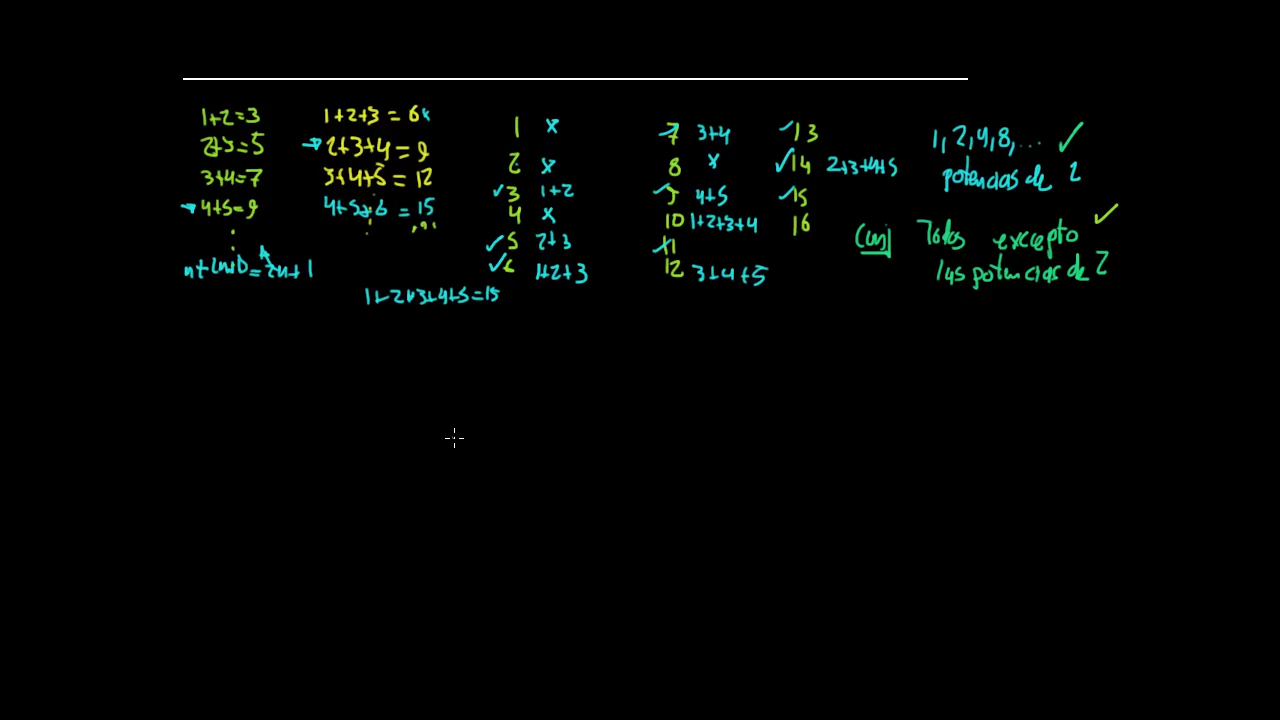 1+2=3
2+3=5
3+4=7
4+5=9
n+(n+1)=2n+1
1+2+3=6
2+3+4=9
3+4+5=12
4+5+6=15
1+2+3+4+5=15
1 x
2 x
3 1+2
4 x
5 2+3
6 1+2+3
7 3+4
8 x
9 4+5
10 1+2+3+4
11
12 3+4+5
13
14 2+3+4+5
15
16
1,2,4,8,...
potencias de 2
Todos excepto
las potencias de 2